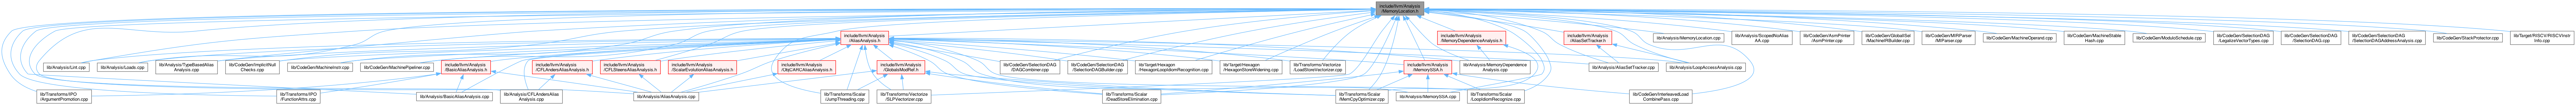 include/llvm/Analysis
/MemoryLocation.h
include/llvm/Analysis
/AliasAnalysis.h
include/llvm/Analysis
/MemoryDependenceAnalysis.h
include/llvm/Analysis
/AliasSetTracker.h
lib/Analysis/MemoryLocation.cpp
lib/Analysis/ScopedNoAlias
AA.cpp
lib/CodeGen/AsmPrinter
/AsmPrinter.cpp
lib/CodeGen/GlobalISel
/MachineIRBuilder.cpp
lib/CodeGen/MIRParser
/MIParser.cpp
lib/CodeGen/MachineOperand.cpp
lib/CodeGen/MachineStable
Hash.cpp
lib/CodeGen/ModuloSchedule.cpp
lib/CodeGen/SelectionDAG
/LegalizeVectorTypes.cpp
lib/CodeGen/SelectionDAG
/SelectionDAG.cpp
lib/CodeGen/SelectionDAG
/SelectionDAGAddressAnalysis.cpp
lib/CodeGen/StackProtector.cpp
lib/Target/RISCV/RISCVInstr
Info.cpp
lib/Analysis/Lint.cpp
lib/Analysis/Loads.cpp
lib/Analysis/TypeBasedAlias
Analysis.cpp
lib/CodeGen/ImplicitNull
Checks.cpp
lib/CodeGen/MachineInstr.cpp
lib/CodeGen/MachinePipeliner.cpp
include/llvm/Analysis
/BasicAliasAnalysis.h
include/llvm/Analysis
/CFLAndersAliasAnalysis.h
include/llvm/Analysis
/CFLSteensAliasAnalysis.h
include/llvm/Analysis
/ScalarEvolutionAliasAnalysis.h
include/llvm/Analysis
/ObjCARCAliasAnalysis.h
include/llvm/Analysis
/GlobalsModRef.h
lib/CodeGen/SelectionDAG
/DAGCombiner.cpp
lib/CodeGen/SelectionDAG
/SelectionDAGBuilder.cpp
lib/Target/Hexagon
/HexagonLoopIdiomRecognition.cpp
lib/Target/Hexagon
/HexagonStoreWidening.cpp
lib/Transforms/Vectorize
/LoadStoreVectorizer.cpp
include/llvm/Analysis
/MemorySSA.h
lib/Analysis/MemoryDependence
Analysis.cpp
lib/Analysis/AliasSetTracker.cpp
lib/Analysis/LoopAccessAnalysis.cpp
lib/Transforms/IPO
/ArgumentPromotion.cpp
lib/Transforms/IPO
/FunctionAttrs.cpp
lib/Analysis/BasicAliasAnalysis.cpp
lib/Analysis/CFLAndersAlias
Analysis.cpp
lib/Analysis/AliasAnalysis.cpp
lib/Transforms/Scalar
/JumpThreading.cpp
lib/Transforms/Vectorize
/SLPVectorizer.cpp
lib/Transforms/Scalar
/DeadStoreElimination.cpp
lib/Transforms/Scalar
/MemCpyOptimizer.cpp
lib/Analysis/MemorySSA.cpp
lib/Transforms/Scalar
/LoopIdiomRecognize.cpp
lib/CodeGen/InterleavedLoad
CombinePass.cpp